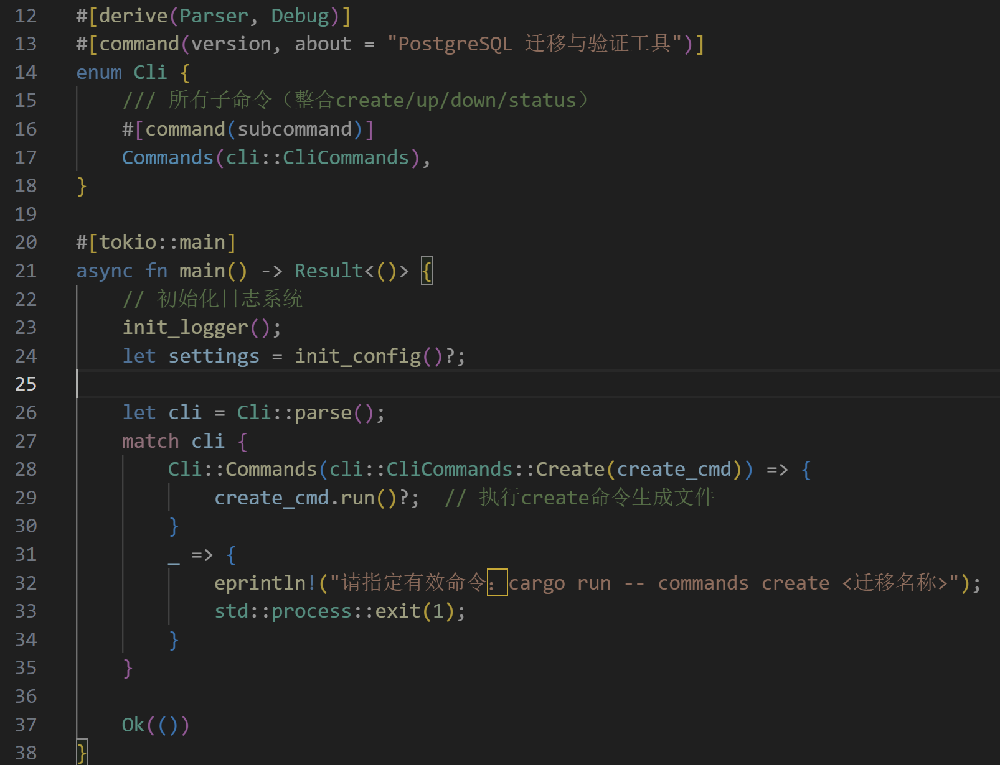 12 #[derive(Parser, Debug)]
13 #[command(version, about = "PostgreSQL 迁移与验证工具")]
14 enum Cli {
15     /// 所有子命令（整合create/up/down/status）
16     #[command(subcommand)]
17     Commands(cli::CliCommands),
18 }
19
20 #[tokio::main]
21 async fn main() -> Result<()> {
22     // 初始化日志系统
23     init_logger();
24     let settings = init_config()?;
25
26     let cli = Cli::parse();
27     match cli {
28         Cli::Commands(cli::CliCommands::Create(create_cmd)) => {
29             create_cmd.run()?;  // 执行create命令生成文件
30         }
31         _ => {
32             eprintln!("请指定有效命令：cargo run -- commands create <迁移名称>");
33             std::process::exit(1);
34         }
35     }
36
37     Ok(())
38 }